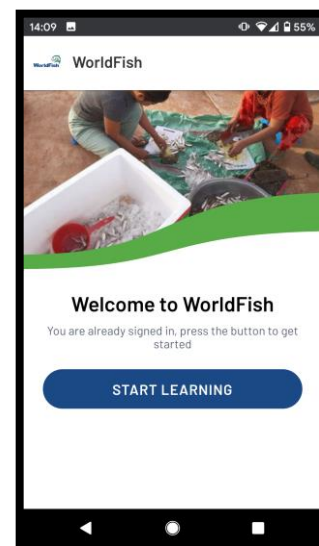 14:09 55%
WorldFish WorldFish
Welcome to WorldFish
You are already signed in, press the button to get
started
START LEARNING